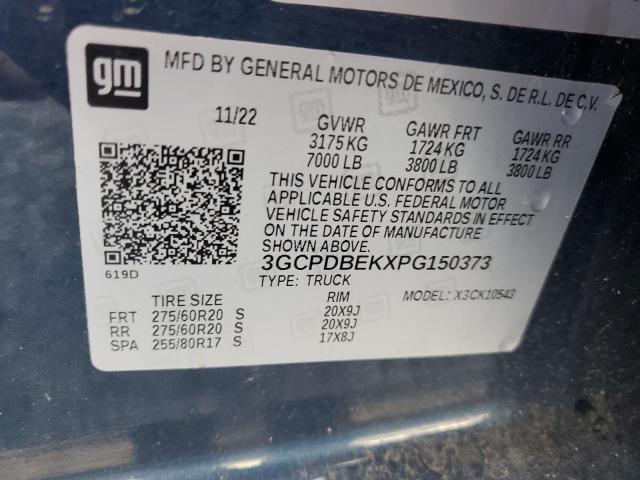 gm
MFD BY GENERAL MOTORS DE MEXICO, S. DE R.L. DE C.V.
11/22 GVWR GAWR FRT GAWR RR
3175 KG 1724 KG 1724 KG
7000 LB 3800 LB 3800 LB
THIS VEHICLE CONFORMS TO ALL
APPLICABLE U.S. FEDERAL MOTOR
VEHICLE SAFETY STANDARDS IN EFFECT
ON THE DATE OF MANUFACTURE
SHOWN ABOVE.
3GCPDBEKXPG150373
619D TYPE: TRUCK MODEL: X3CK10543
TIRE SIZE RIM
FRT 275/60R20 S 20X9J
RR 275/60R20 S 20X9J
SPA 255/80R17 S 17X8J